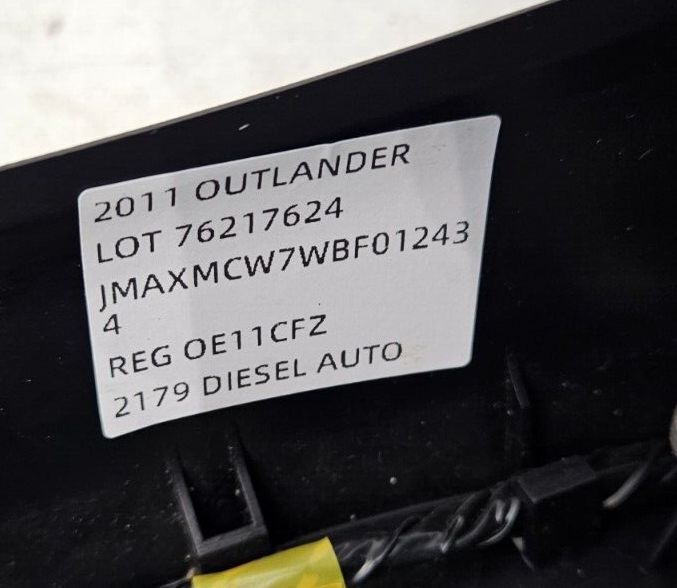 2011 OUTLANDER
LOT 76217624
JMAXMCW7WBF01243
4
REG OE11CFZ
2179 DIESEL AUTO